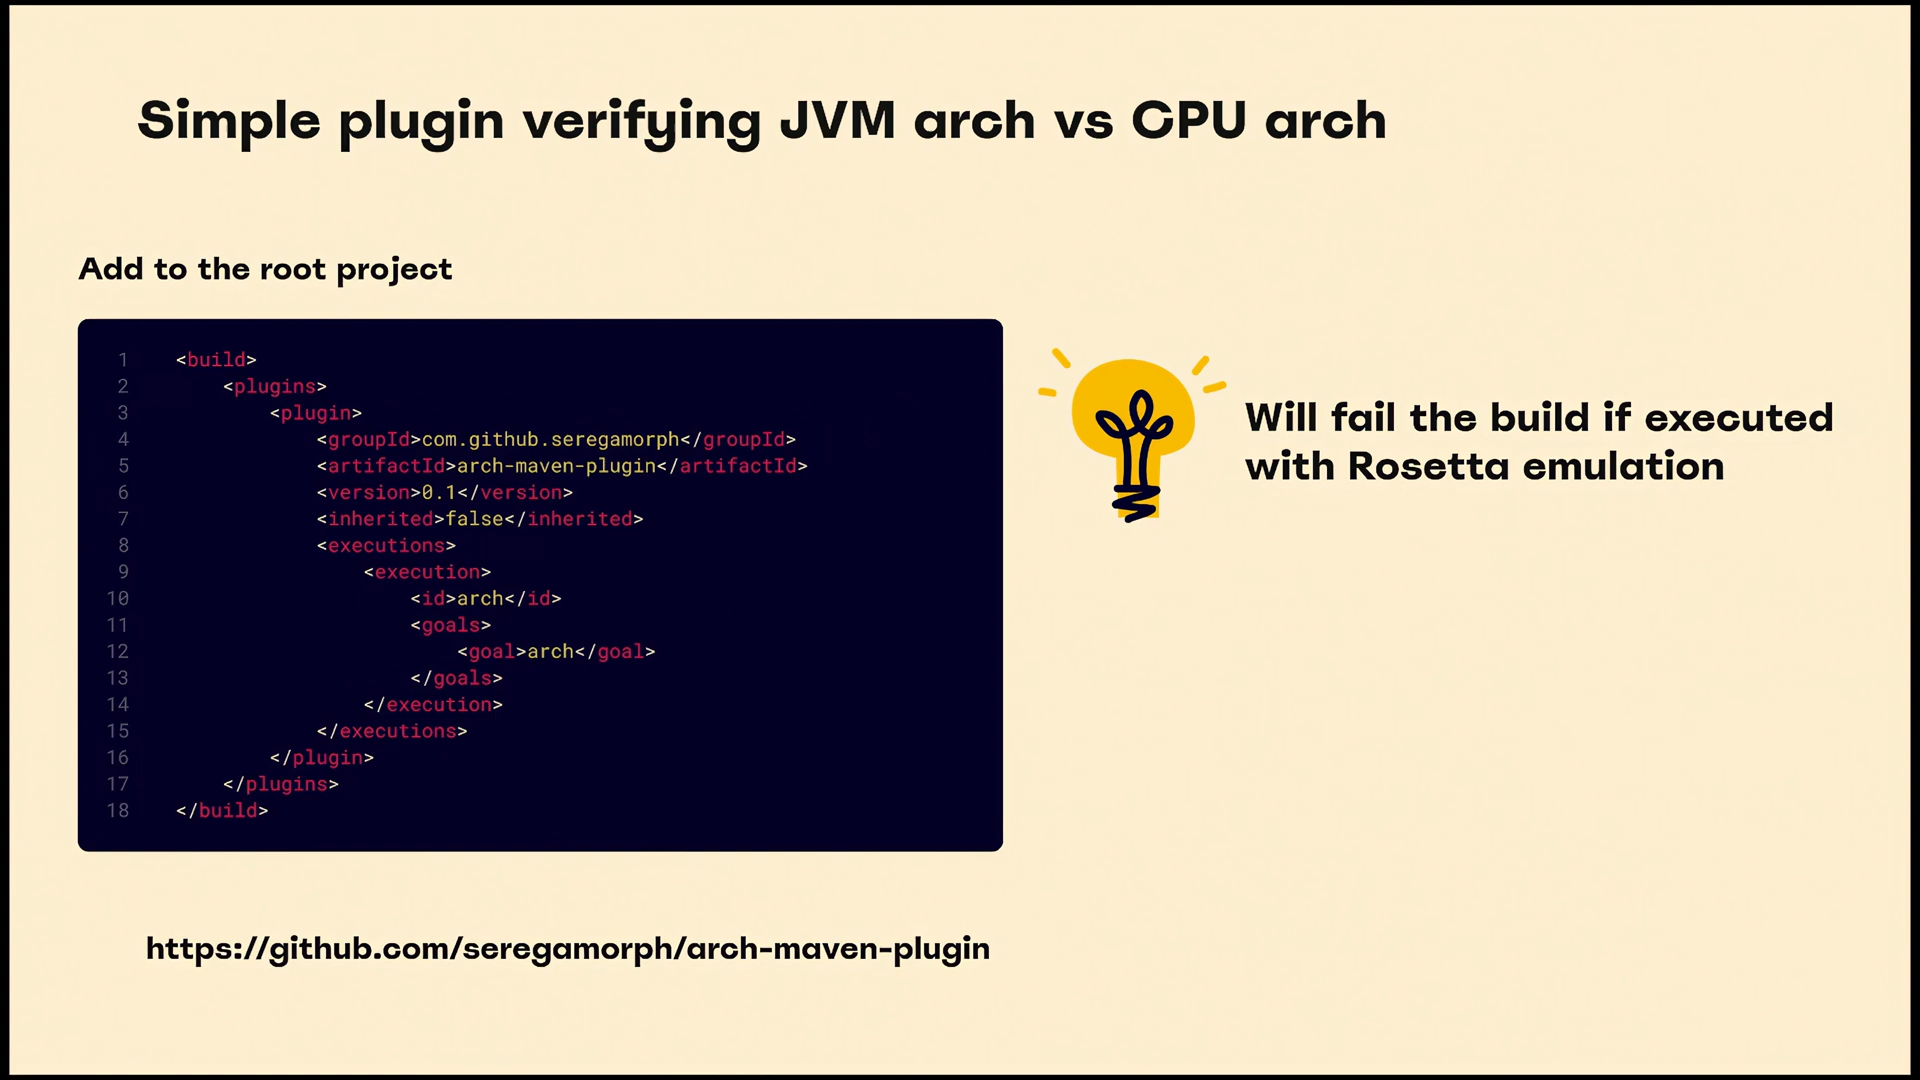 Simple plugin verifying JVM arch vs CPU arch
Add to the root project
1 <build>
2 <plugins>
3 <plugin>
4 <groupId>com.github.seregamorph</groupId>
5 <artifactId>arch-maven-plugin</artifactId>
6 <version>0.1</version>
7 <inherited>false</inherited>
8 <executions>
9 <execution>
10 <id>arch</id>
11 <goals>
12 <goal>arch</goal>
13 </goals>
14 </execution>
15 </executions>
16 </plugin>
17 </plugins>
18 </build>
Will fail the build if executed
with Rosetta emulation
https://github.com/seregamorph/arch-maven-plugin